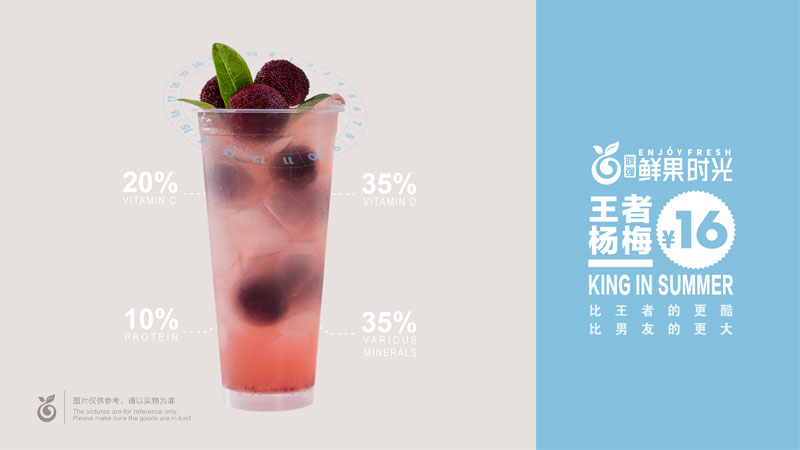 20%
VITAMIN C
35%
VITAMIN D
10%
PROTEIN
35%
VARIOUS
MINERALS
图片仅供参考，请以实物为准
The pictures are for reference only.
Please make sure the goods are in kind
ENJOYFRESH
鲜果时光
王者
杨梅
¥16
KING IN SUMMER
比王者的更酷
比男友的更大